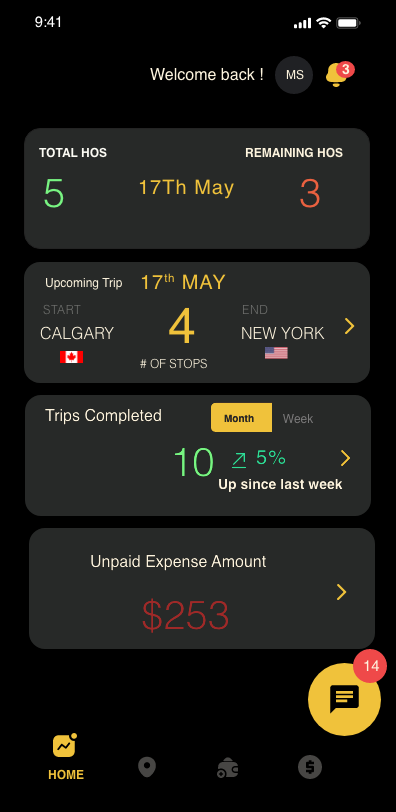 9:41
Welcome back !
MS
3
TOTAL HOS
REMAINING HOS
5
17Th May
3
Upcoming Trip
17th MAY
START
END
CALGARY
4
NEW YORK
# OF STOPS
Trips Completed
Month
Week
10
5%
Up since last week
Unpaid Expense Amount
$253
14
HOME